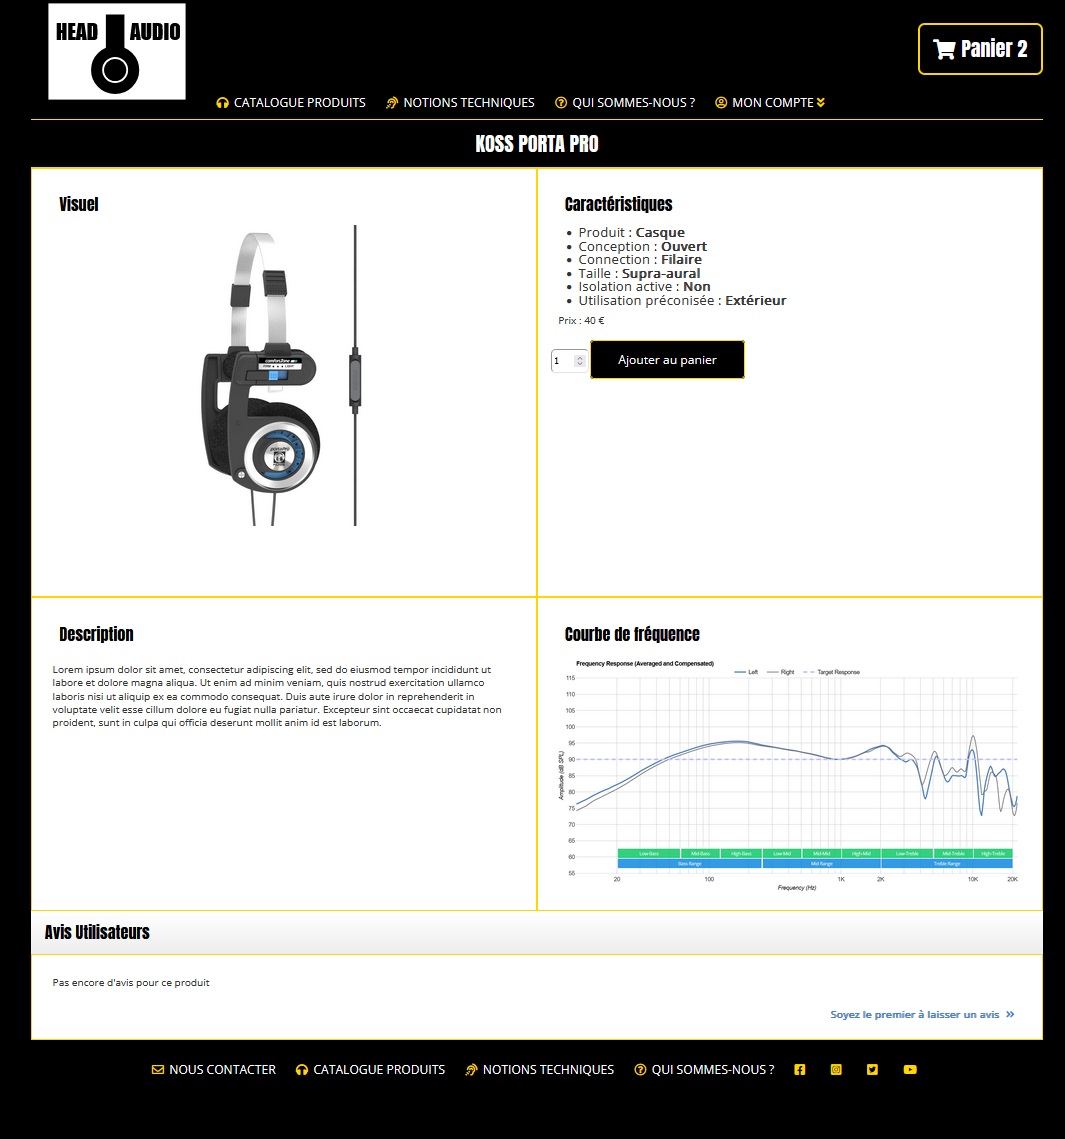 HEAD AUDIO
Panier 2
CATALOGUE PRODUITS NOTIONS TECHNIQUES QUI SOMMES-NOUS ? MON COMPTE
KOSS PORTA PRO
Visuel
Caractéristiques
Produit : Casque
Conception : Ouvert
Connection : Filaire
Taille : Supra-aural
Isolation active : Non
Utilisation préconisée : Extérieur
Prix : 40 €
1 Ajouter au panier
Description
Lorem ipsum dolor sit amet, consectetur adipiscing elit, sed do eiusmod tempor incididunt ut
labore et dolore magna aliqua. Ut enim ad minim veniam, quis nostrud exercitation ullamco
laboris nisi ut aliquip ex ea commodo consequat. Duis aute irure dolor in reprehenderit in
voluptate velit esse cillum dolore eu fugiat nulla pariatur. Excepteur sint occaecat cupidatat non
proident, sunt in culpa qui officia deserunt mollit anim id est laborum.
Courbe de fréquence
Frequency Response (Averaged and Compensated)
Left Right Target Response
115
110
105
100
95
90
85
80
75
70
65
60
55
Amplitude (dB SPL)
Low-Bass Mid-Bass High-Bass Low-Mid Mid-Mid High-Mid Low-Treble Mid-Treble High-Treble
Bass Range Mid Range Treble Range
20 100 1K 2K 10K 20K
Frequency (Hz)
Avis Utilisateurs
Pas encore d'avis pour ce produit
Soyez le premier à laisser un avis
NOUS CONTACTER CATALOGUE PRODUITS NOTIONS TECHNIQUES QUI SOMMES-NOUS ?